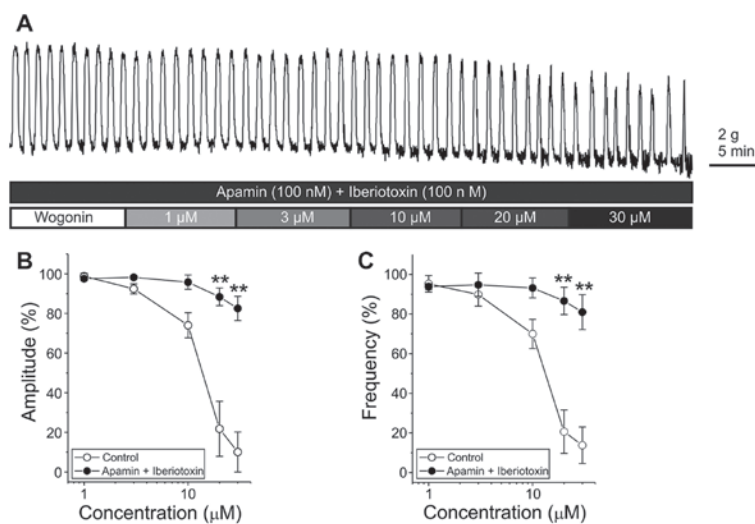 A
2 g
5 min
Apamin (100 nM) + Iberiotoxin (100 n M)
Wogonin 1 µM 3 µM 10 µM 20 µM 30 µM
B
100
80
60
40
20
0
Amplitude (%)
** **
Control
Apamin + Iberiotoxin
1 10
Concentration (µM)
C
100
80
60
40
20
0
Frequency (%)
** **
Control
Apamin + Iberiotoxin
1 10
Concentration (µM)